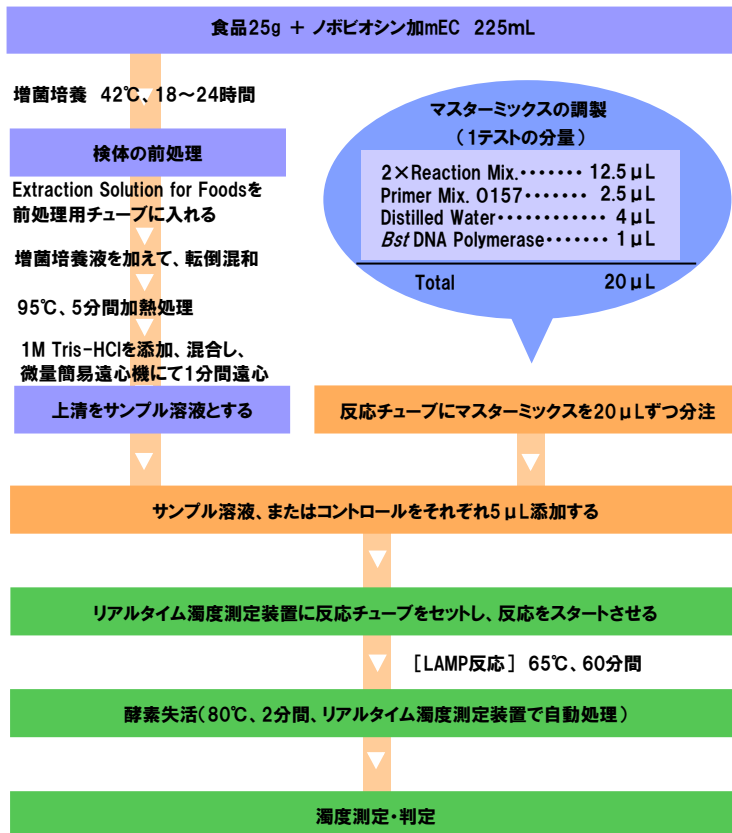 食品25g + ノボビオシン加mEC 225mL
増菌培養 42℃、18～24時間
検体の前処理
Extraction Solution for Foodsを
前処理用チューブに入れる
増菌培養液を加えて、転倒混和
95℃、5分間加熱処理
1M Tris-HClを添加、混合し、
微量簡易遠心機にて1分間遠心
上清をサンプル溶液とする
マスターミックスの調製
（1テストの分量）
2×Reaction Mix.・・・・・・ 12.5μL
Primer Mix. O157・・・・・・・ 2.5μL
Distilled Water・・・・・・・・・・・・ 4μL
Bst DNA Polymerase・・・・・・・・ 1μL
Total 20μL
反応チューブにマスターミックスを20μLずつ分注
サンプル溶液、またはコントロールをそれぞれ5μL添加する
リアルタイム濁度測定装置に反応チューブをセットし、反応をスタートさせる
［LAMP反応］ 65℃、60分間
酵素失活（80℃、2分間、リアルタイム濁度測定装置で自動処理）
濁度測定・判定